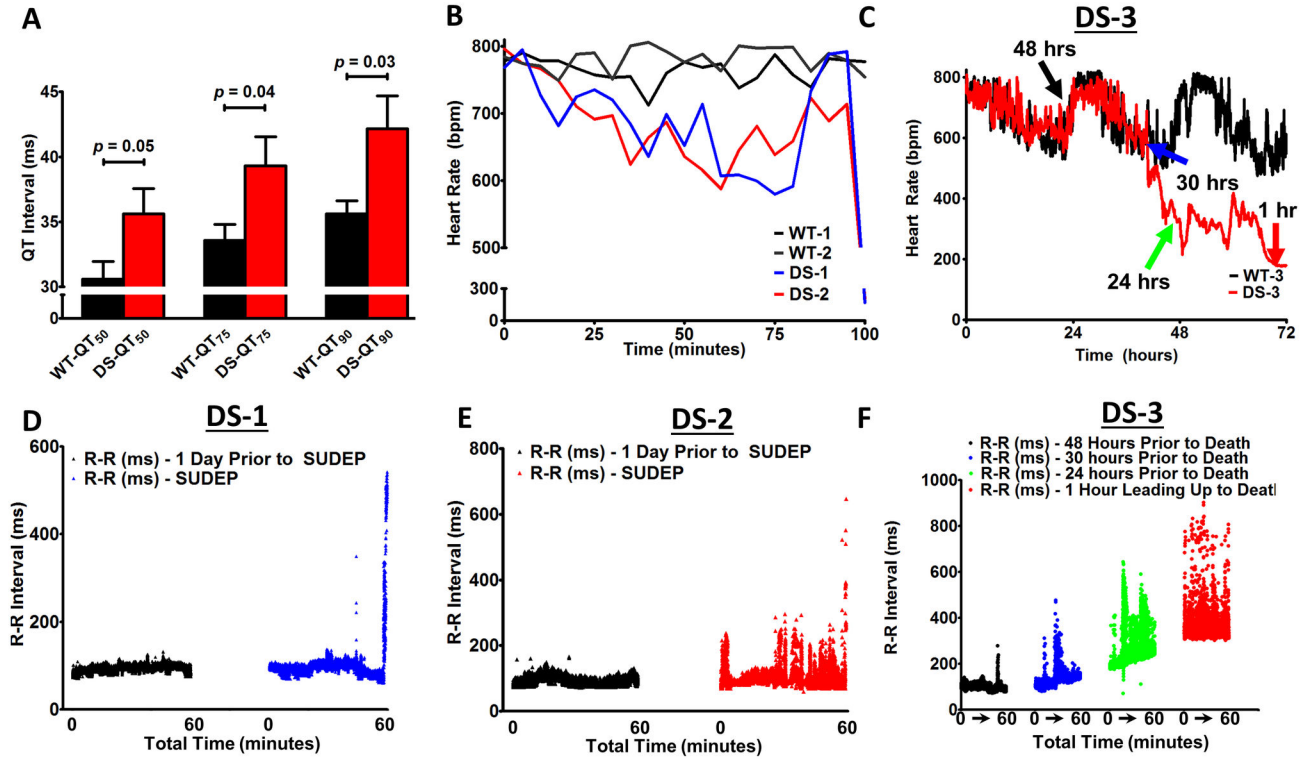 A
QT Interval (ms)
45
40
35
30
0
p = 0.05
p = 0.04
p = 0.03
WT-QT50
DS-QT50
WT-QT75
DS-QT75
WT-QT90
DS-QT90
B
Heart Rate (bpm)
800
700
600
500
300
0
WT-1
WT-2
DS-1
DS-2
0 25 50 75 100
Time (minutes)
C
DS-3
Heart Rate (bpm)
800
600
400
200
0
48 hrs
30 hrs
24 hrs
1 hr
WT-3
DS-3
0 24 48 72
Time (hours)
D
DS-1
R-R Interval (ms)
600
400
200
0
R-R (ms) - 1 Day Prior to SUDEP
R-R (ms) - SUDEP
0 60 0 60
Total Time (minutes)
E
DS-2
R-R Interval (ms)
800
600
400
200
0
R-R (ms) - 1 Day Prior to SUDEP
R-R (ms) - SUDEP
0 60 0 60
Total Time (minutes)
F
DS-3
R-R (ms) - 48 Hours Prior to Death
R-R (ms) - 30 hours Prior to Death
R-R (ms) - 24 hours Prior to Death
R-R (ms) - 1 Hour Leading Up to Deatl
R-R Interval (ms)
1000
800
600
400
200
0
0 → 60 0 → 60 0 → 60 0 → 60
Total Time (minutes)